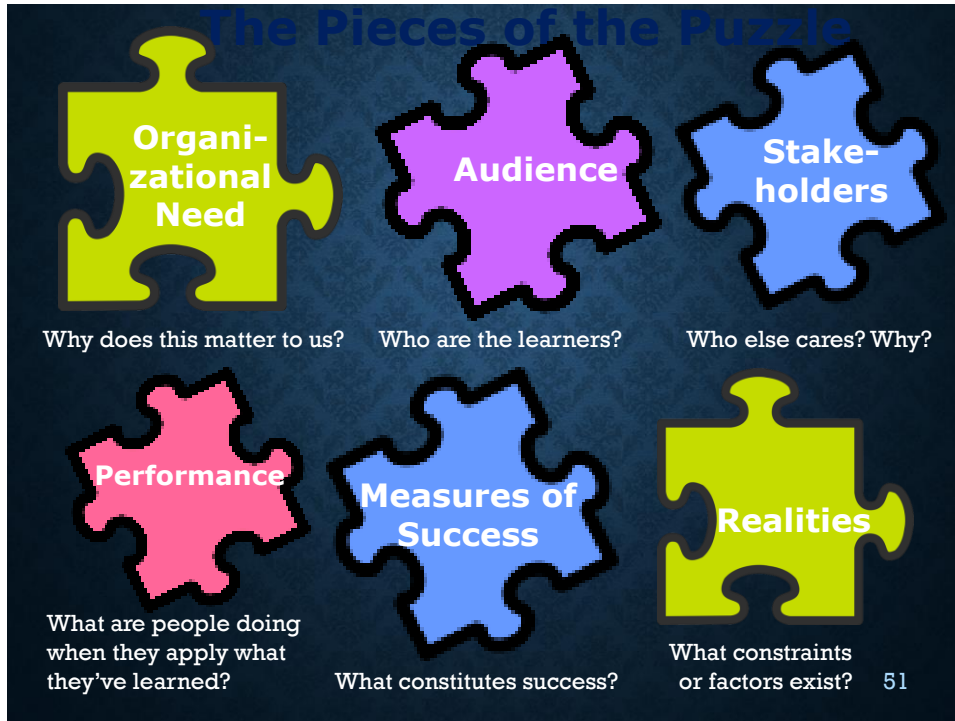 The Pieces of the Puzzle
Organi-
zational
Need
Audience
Stake-
holders
Why does this matter to us?
Who are the learners?
Who else cares? Why?
Performance
Measures of
Success
Realities
What are people doing
when they apply what
they've learned?
What constitutes success?
What constraints
or factors exist?
51